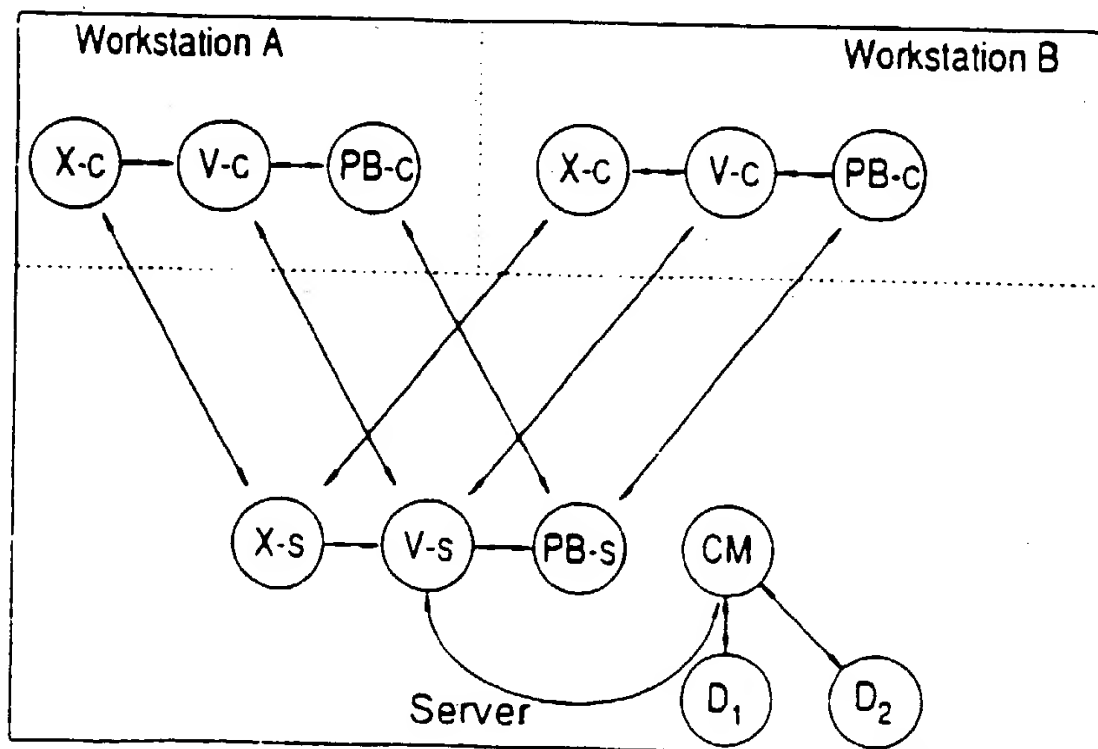 Workstation A
Workstation B
X-c
V-c
PB-c
X-c
V-c
PB-c
X-s
V-s
PB-s
CM
Server
D₁
D₂